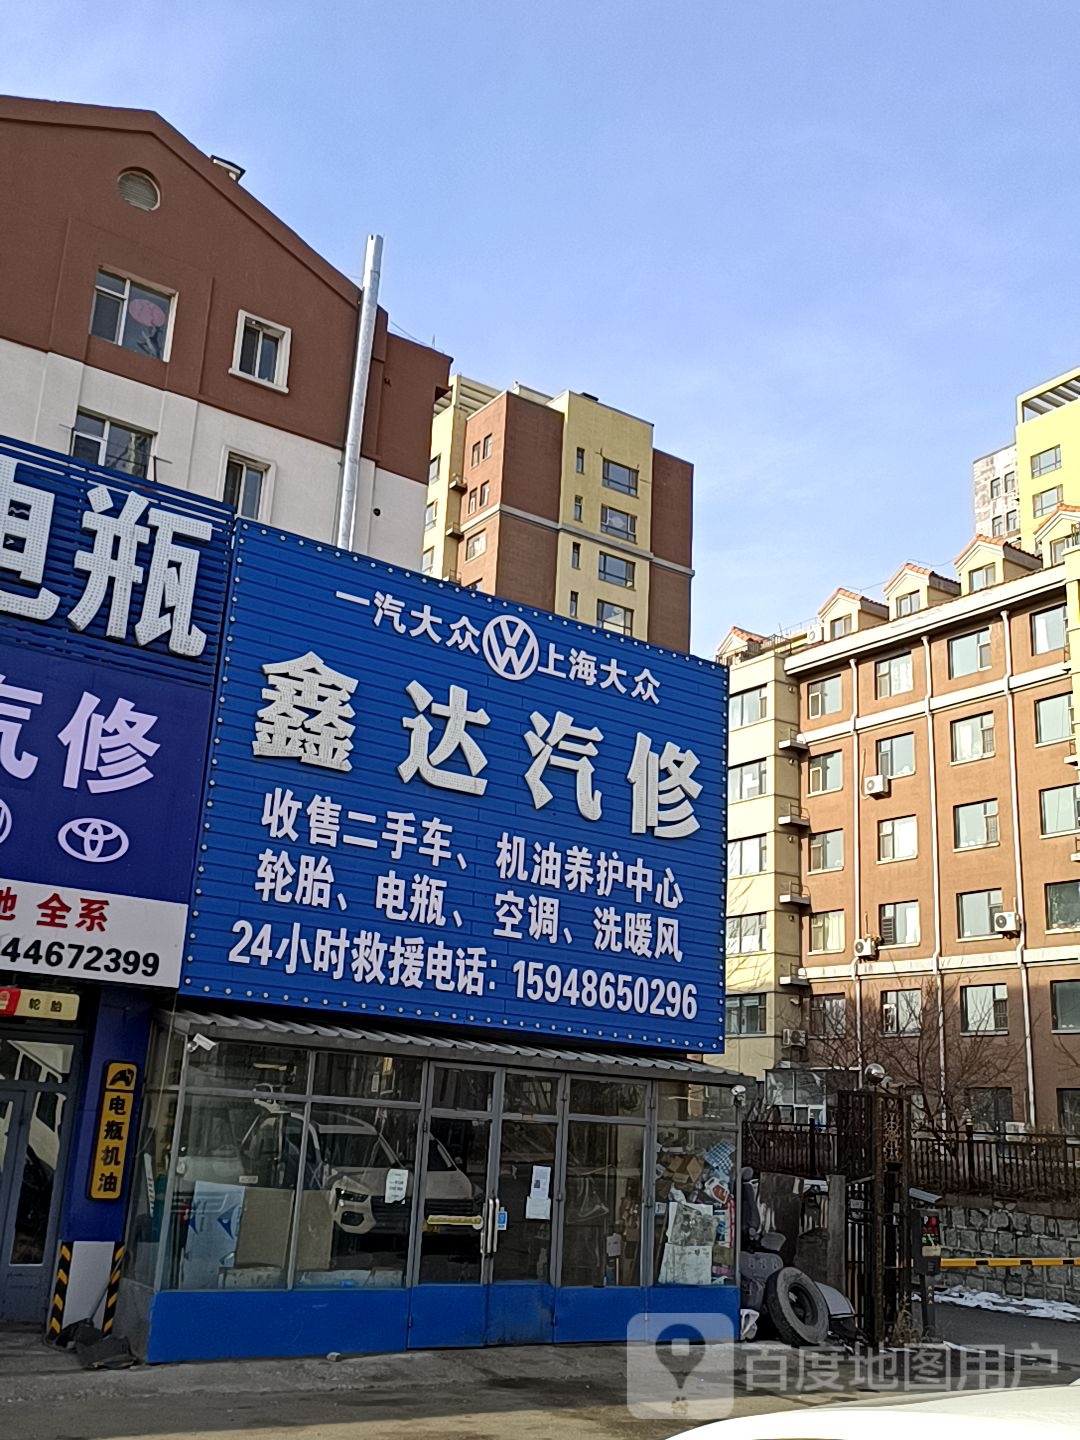 一汽大众 上海大众
鑫达汽修
收售二手车、机油养护中心
轮胎、电瓶、空调、洗暖风
24小时救援电话：15948650296
电瓶
汽修
全系
44672399
轮胎
电瓶机油
百度地图用户